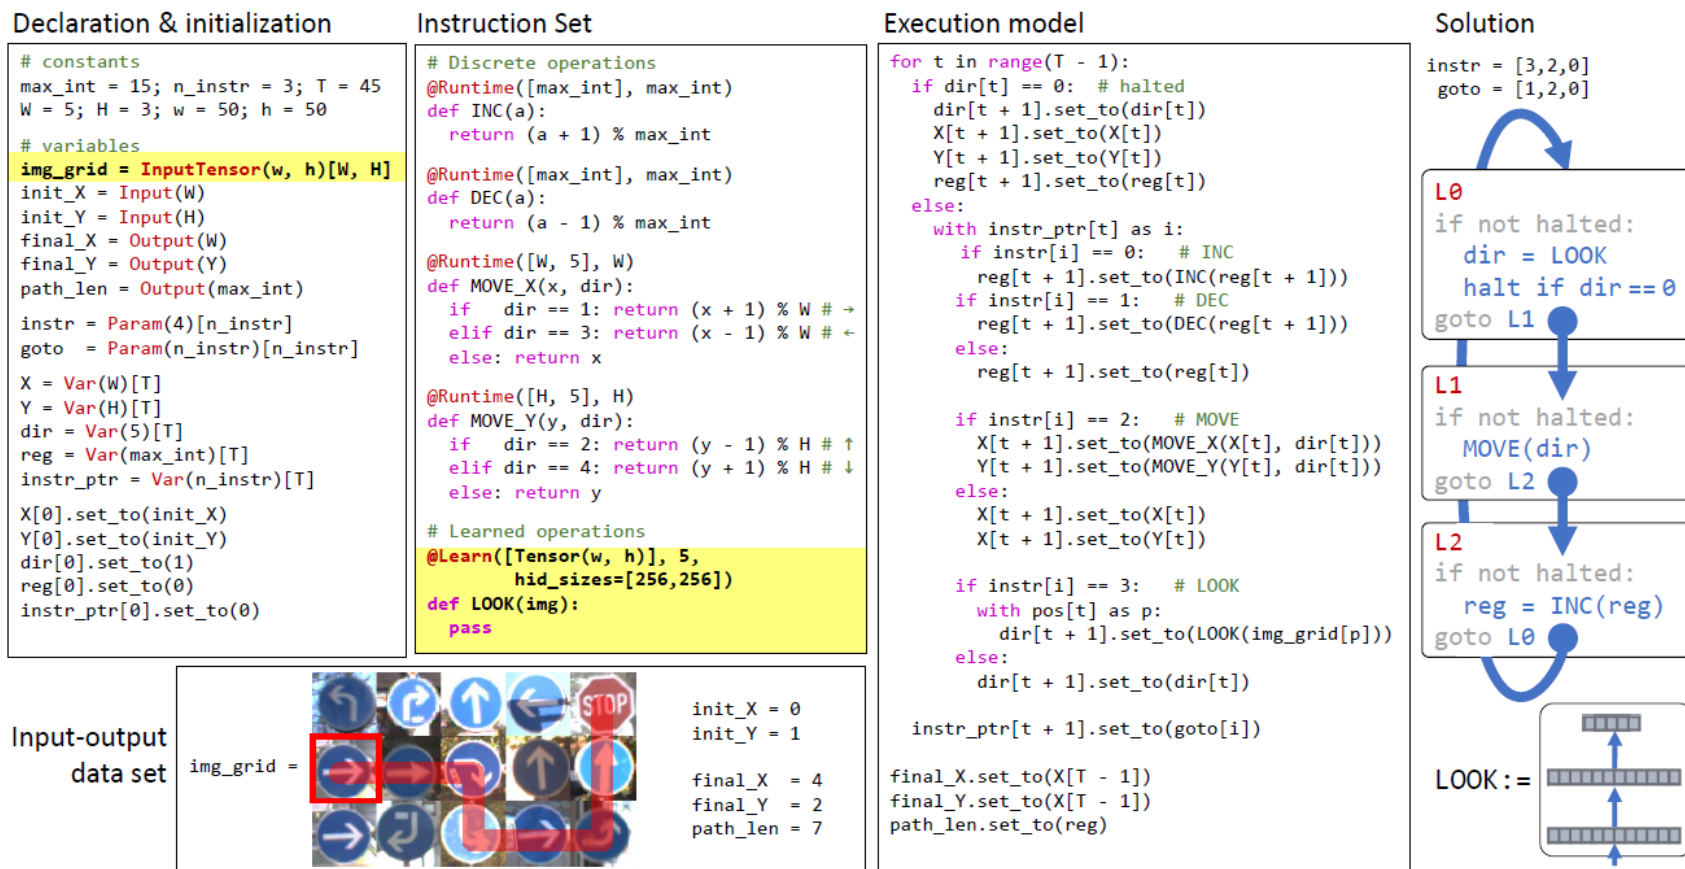 Declaration & initialization
# constants
max_int = 15; n_instr = 3; T = 45
W = 5; H = 3; w = 50; h = 50
# variables
img_grid = InputTensor(w, h)[W, H]
init_X = Input(W)
init_Y = Input(H)
final_X = Output(W)
final_Y = Output(Y)
path_len = Output(max_int)
instr = Param(4)[n_instr]
goto  = Param(n_instr)[n_instr]
X = Var(W)[T]
Y = Var(H)[T]
dir = Var(5)[T]
reg = Var(max_int)[T]
instr_ptr = Var(n_instr)[T]
X[0].set_to(init_X)
Y[0].set_to(init_Y)
dir[0].set_to(1)
reg[0].set_to(0)
instr_ptr[0].set_to(0)
Instruction Set
# Discrete operations
@Runtime([max_int], max_int)
def INC(a):
  return (a + 1) % max_int
@Runtime([max_int], max_int)
def DEC(a):
  return (a - 1) % max_int
@Runtime([W, 5], W)
def MOVE_X(x, dir):
  if   dir == 1: return (x + 1) % W # →
  elif dir == 3: return (x - 1) % W # ←
  else: return x
@Runtime([H, 5], H)
def MOVE_Y(y, dir):
  if   dir == 2: return (y - 1) % H # ↑
  elif dir == 4: return (y + 1) % H # ↓
  else: return y
# Learned operations
@Learn([Tensor(w, h)], 5,
        hid_sizes=[256,256])
def LOOK(img):
  pass
Execution model
for t in range(T - 1):
  if dir[t] == 0:  # halted
    dir[t + 1].set_to(dir[t])
    X[t + 1].set_to(X[t])
    Y[t + 1].set_to(Y[t])
    reg[t + 1].set_to(reg[t])
  else:
    with instr_ptr[t] as i:
      if instr[i] == 0:   # INC
        reg[t + 1].set_to(INC(reg[t + 1]))
      if instr[i] == 1:   # DEC
        reg[t + 1].set_to(DEC(reg[t + 1]))
      else:
        reg[t + 1].set_to(reg[t])
      if instr[i] == 2:   # MOVE
        X[t + 1].set_to(MOVE_X(X[t], dir[t]))
        Y[t + 1].set_to(MOVE_Y(Y[t], dir[t]))
      else:
        X[t + 1].set_to(X[t])
        X[t + 1].set_to(Y[t])
      if instr[i] == 3:   # LOOK
        with pos[t] as p:
          dir[t + 1].set_to(LOOK(img_grid[p]))
      else:
        dir[t + 1].set_to(dir[t])
  instr_ptr[t + 1].set_to(goto[i])
final_X.set_to(X[T - 1])
final_Y.set_to(X[T - 1])
path_len.set_to(reg)
Solution
instr = [3,2,0]
goto = [1,2,0]
L0
if not halted:
  dir = LOOK
  halt if dir == 0
goto L1
L1
if not halted:
  MOVE(dir)
goto L2
L2
if not halted:
  reg = INC(reg)
goto L0
LOOK :=
Input-output
data set
img_grid =
STOP
init_X = 0
init_Y = 1
final_X  = 4
final_Y  = 2
path_len = 7